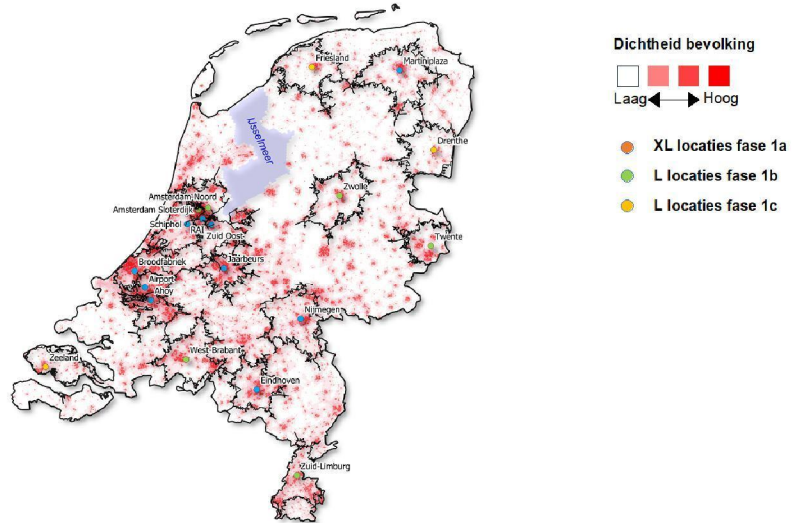 Friesland
Martiniplaza
IJsselmeer
Drenthe
Zwolle
Amsterdam Noord
Amsterdam Sloterdijk
Schiphol
RAI
Zuid Oost
Twente
Broodfabriek
Jaarbeurs
Airport
Ahoy
Nijmegen
Zeeland
West-Brabant
Eindhoven
Zuid-Limburg
Dichtheid bevolking
Laag Hoog
XL locaties fase 1a
L locaties fase 1b
L locaties fase 1c